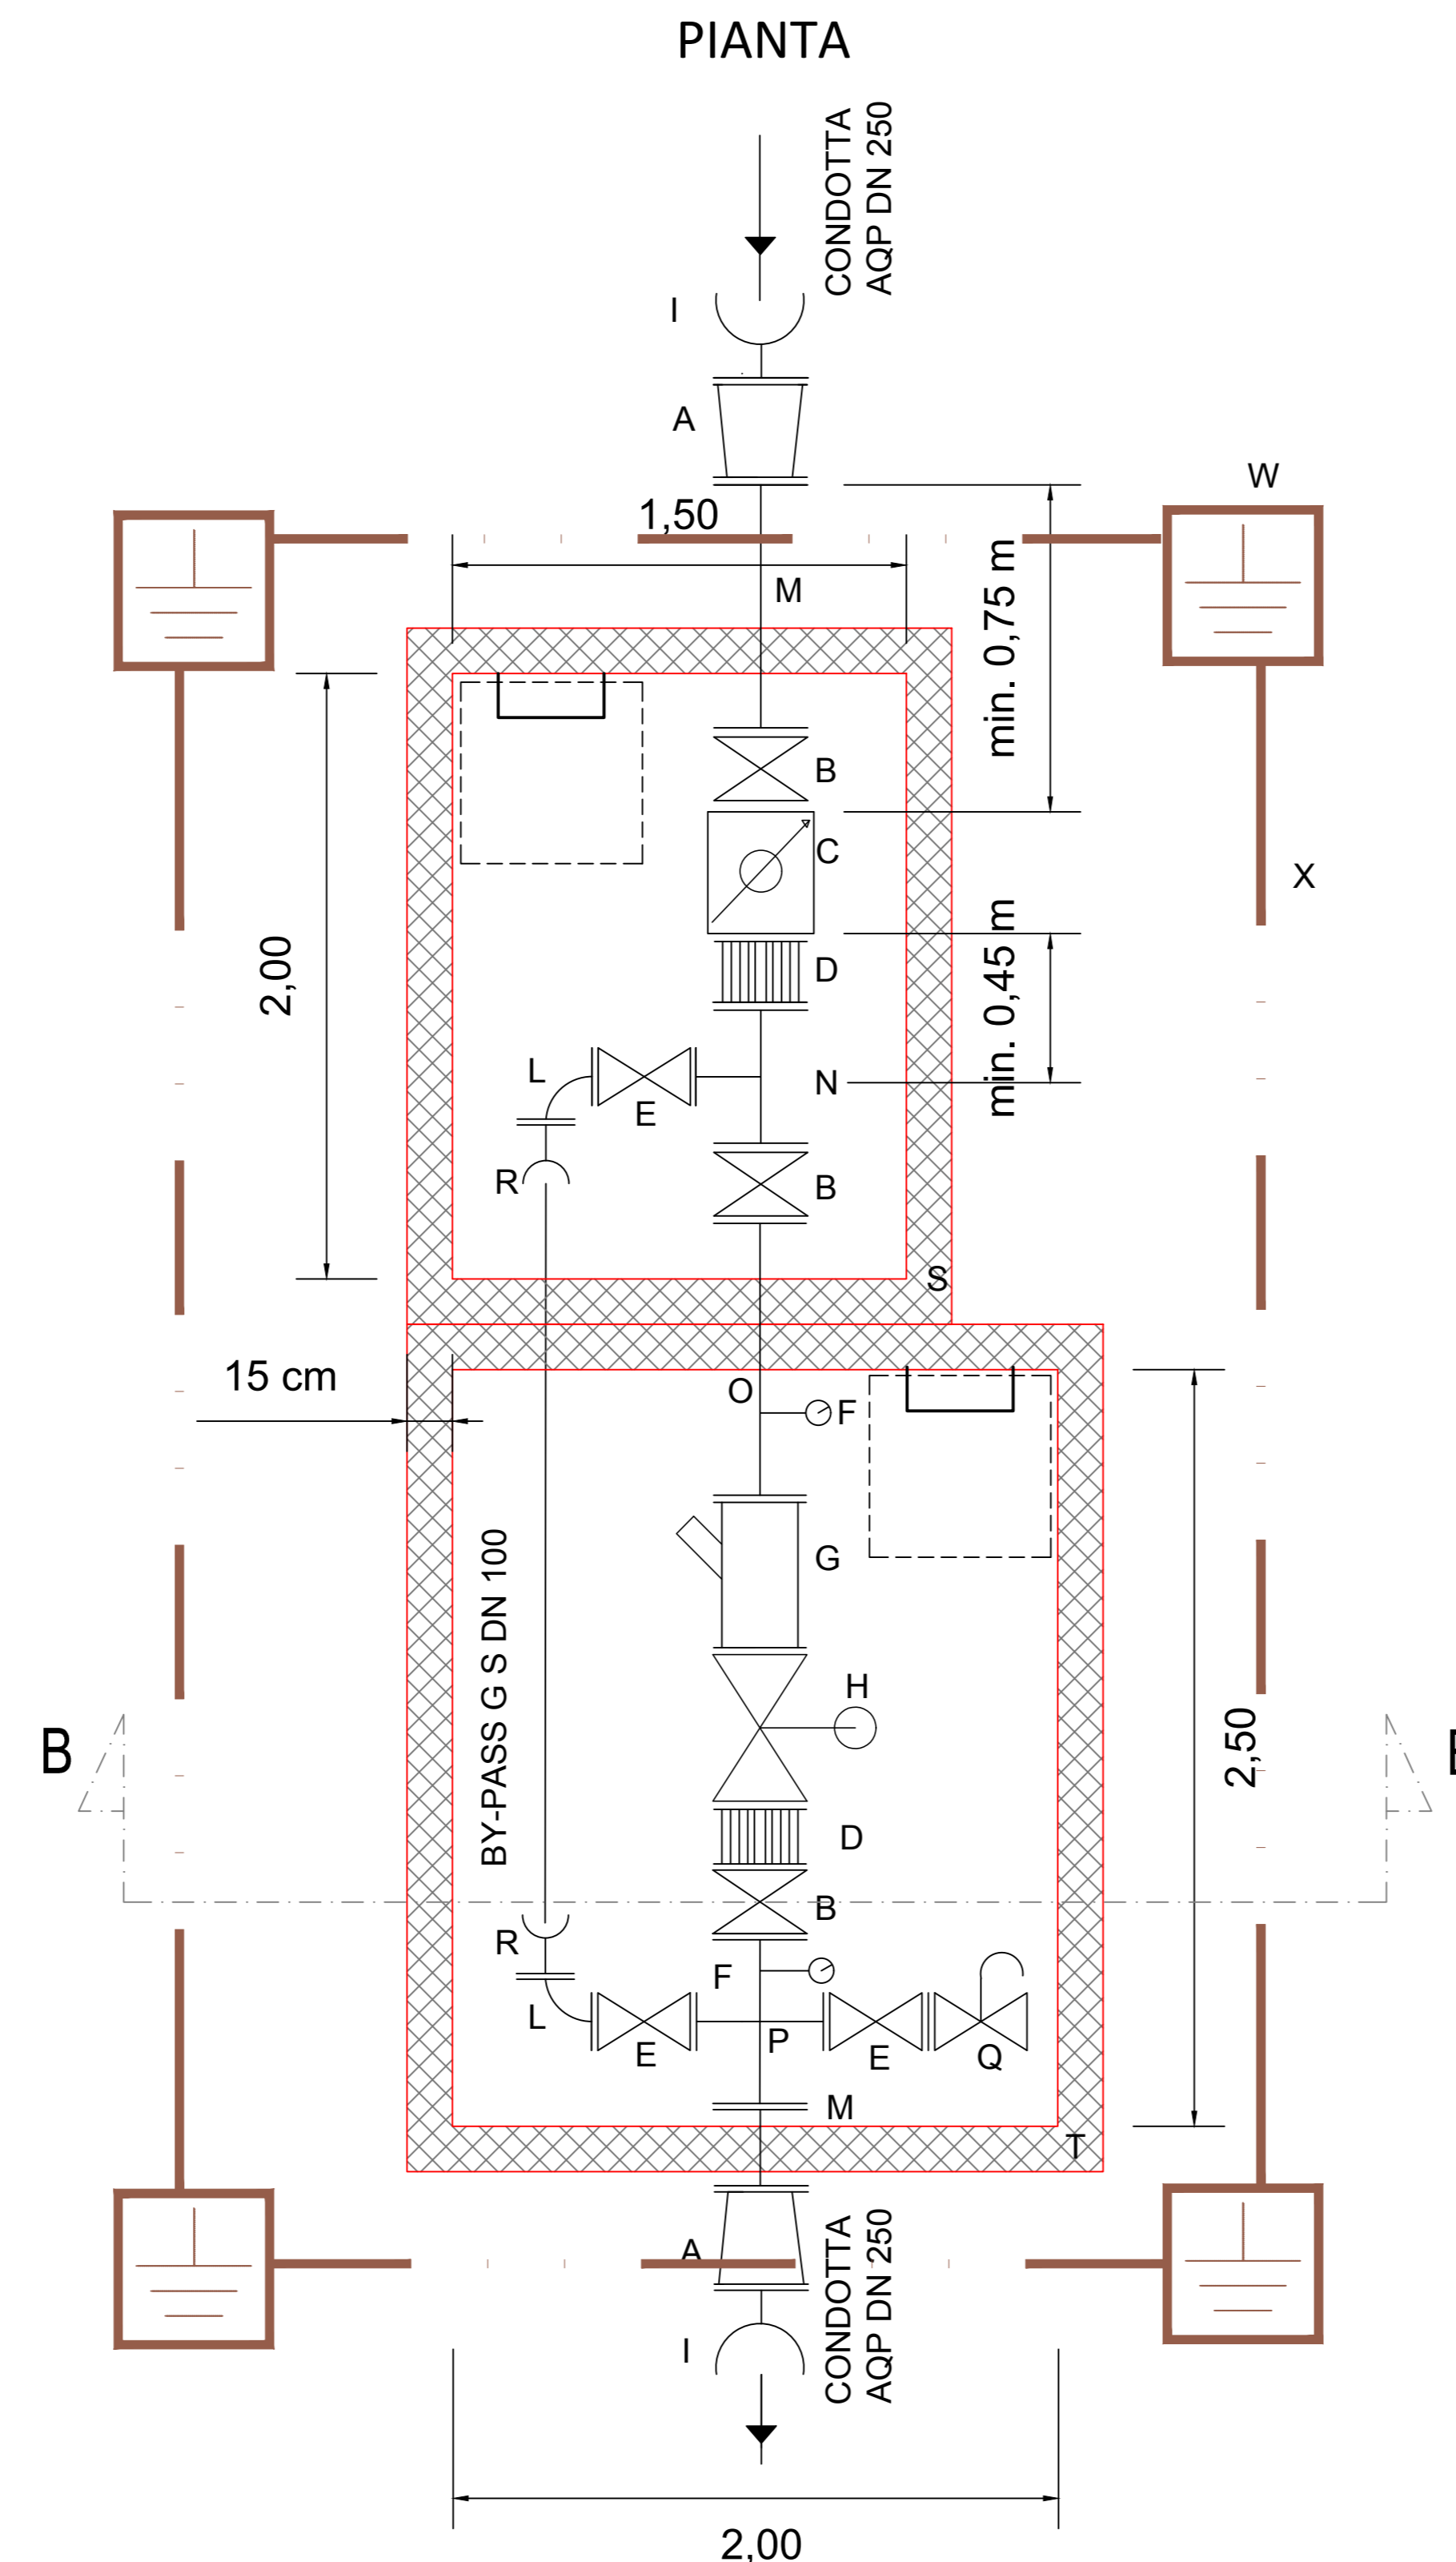 PIANTA
CONDOTTA
AQP DN 250
I
A
W
1,50
M
min. 0,75 m
B
C
X
2,00
D
min. 0,45 m
L
N
E
R
B
S
15 cm
O
F
G
BY-PASS G S DN 100
H
B
2,50
D
B
R
F
L
P
E
E
Q
M
T
A
CONDOTTA
AQP DN 250
I
2,00